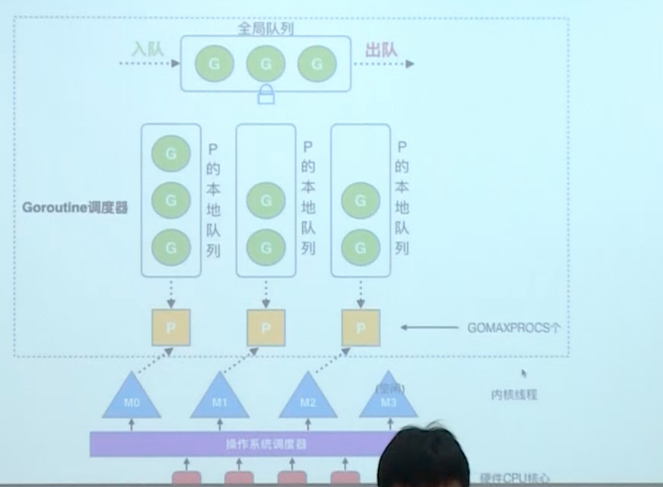 全局队列
入队
G G G
出队
G
G
G
P的本地队列
G
G
P的本地队列
G
G
P的本地队列
Goroutine调度器
P P P
GOMAXPROCS个
(空闲)
M0 M1 M2 M3
内核线程
操作系统调度器
硬件CPU核心